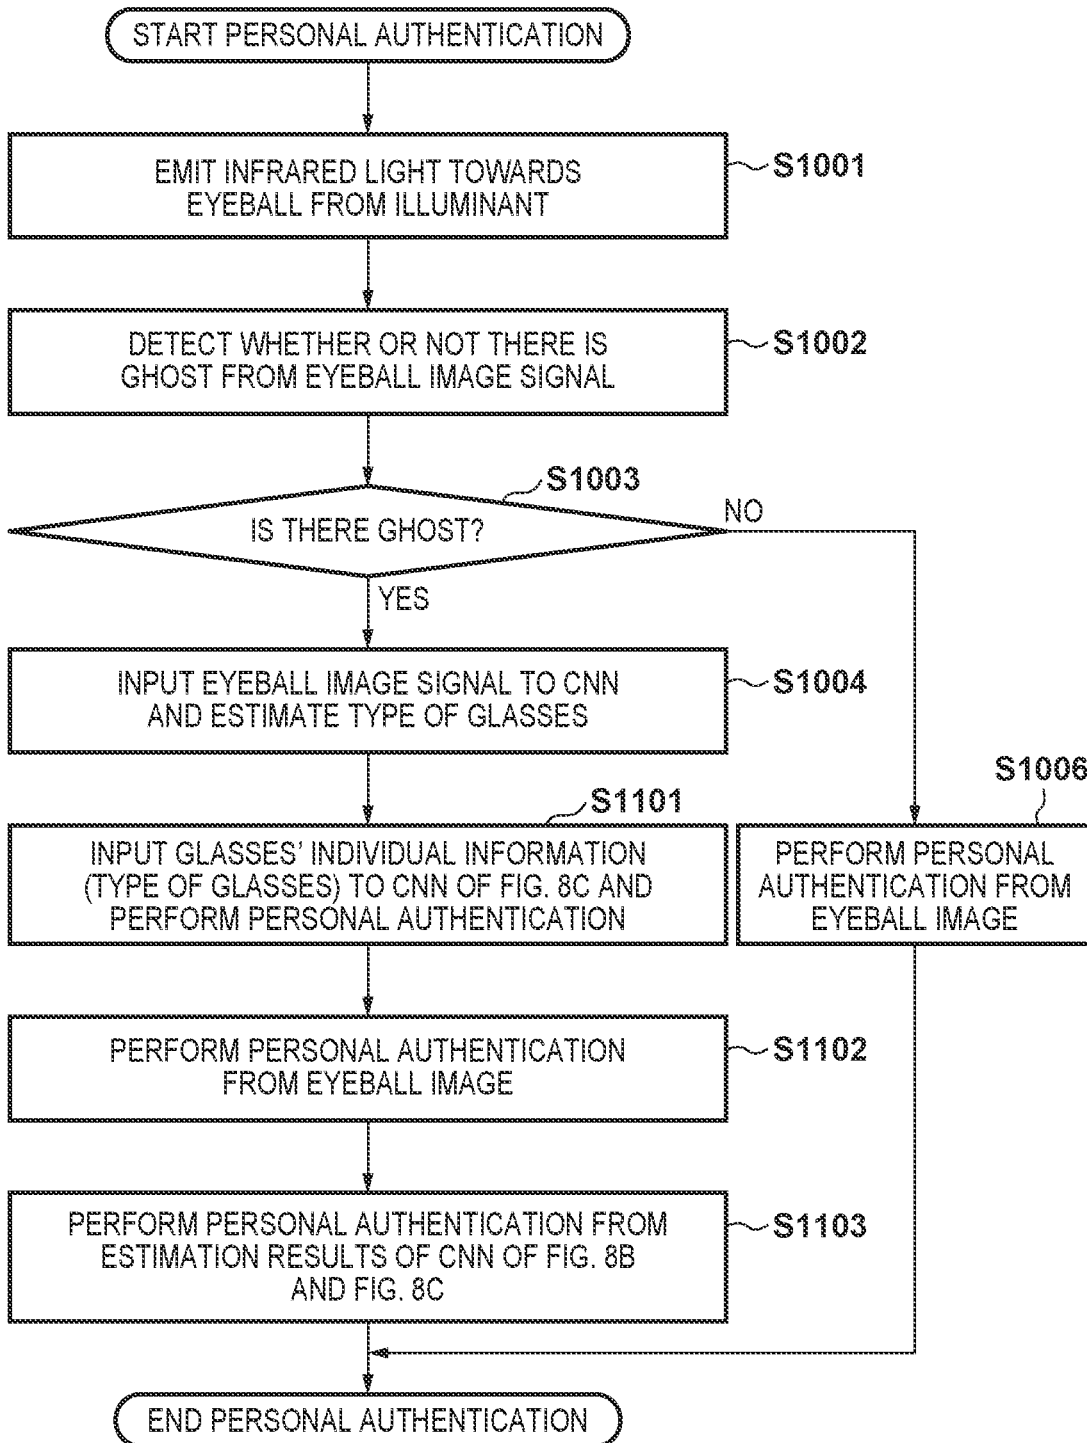 START PERSONAL AUTHENTICATION
EMIT INFRARED LIGHT TOWARDS
EYEBALL FROM ILLUMINANT
S1001
DETECT WHETHER OR NOT THERE IS
GHOST FROM EYEBALL IMAGE SIGNAL
S1002
S1003
IS THERE GHOST?
NO
YES
INPUT EYEBALL IMAGE SIGNAL TO CNN
AND ESTIMATE TYPE OF GLASSES
S1004
S1101
INPUT GLASSES' INDIVIDUAL INFORMATION
(TYPE OF GLASSES) TO CNN OF FIG. 8C AND
PERFORM PERSONAL AUTHENTICATION
S1006
PERFORM PERSONAL
AUTHENTICATION FROM
EYEBALL IMAGE
PERFORM PERSONAL AUTHENTICATION
FROM EYEBALL IMAGE
S1102
PERFORM PERSONAL AUTHENTICATION FROM
ESTIMATION RESULTS OF CNN OF FIG. 8B
AND FIG. 8C
S1103
END PERSONAL AUTHENTICATION